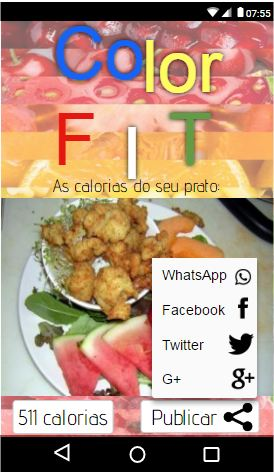 07:55
Color
FIT
As calorias do seu prato:
WhatsApp
Facebook
Twitter
G+
g+
511 calorias
Publicar